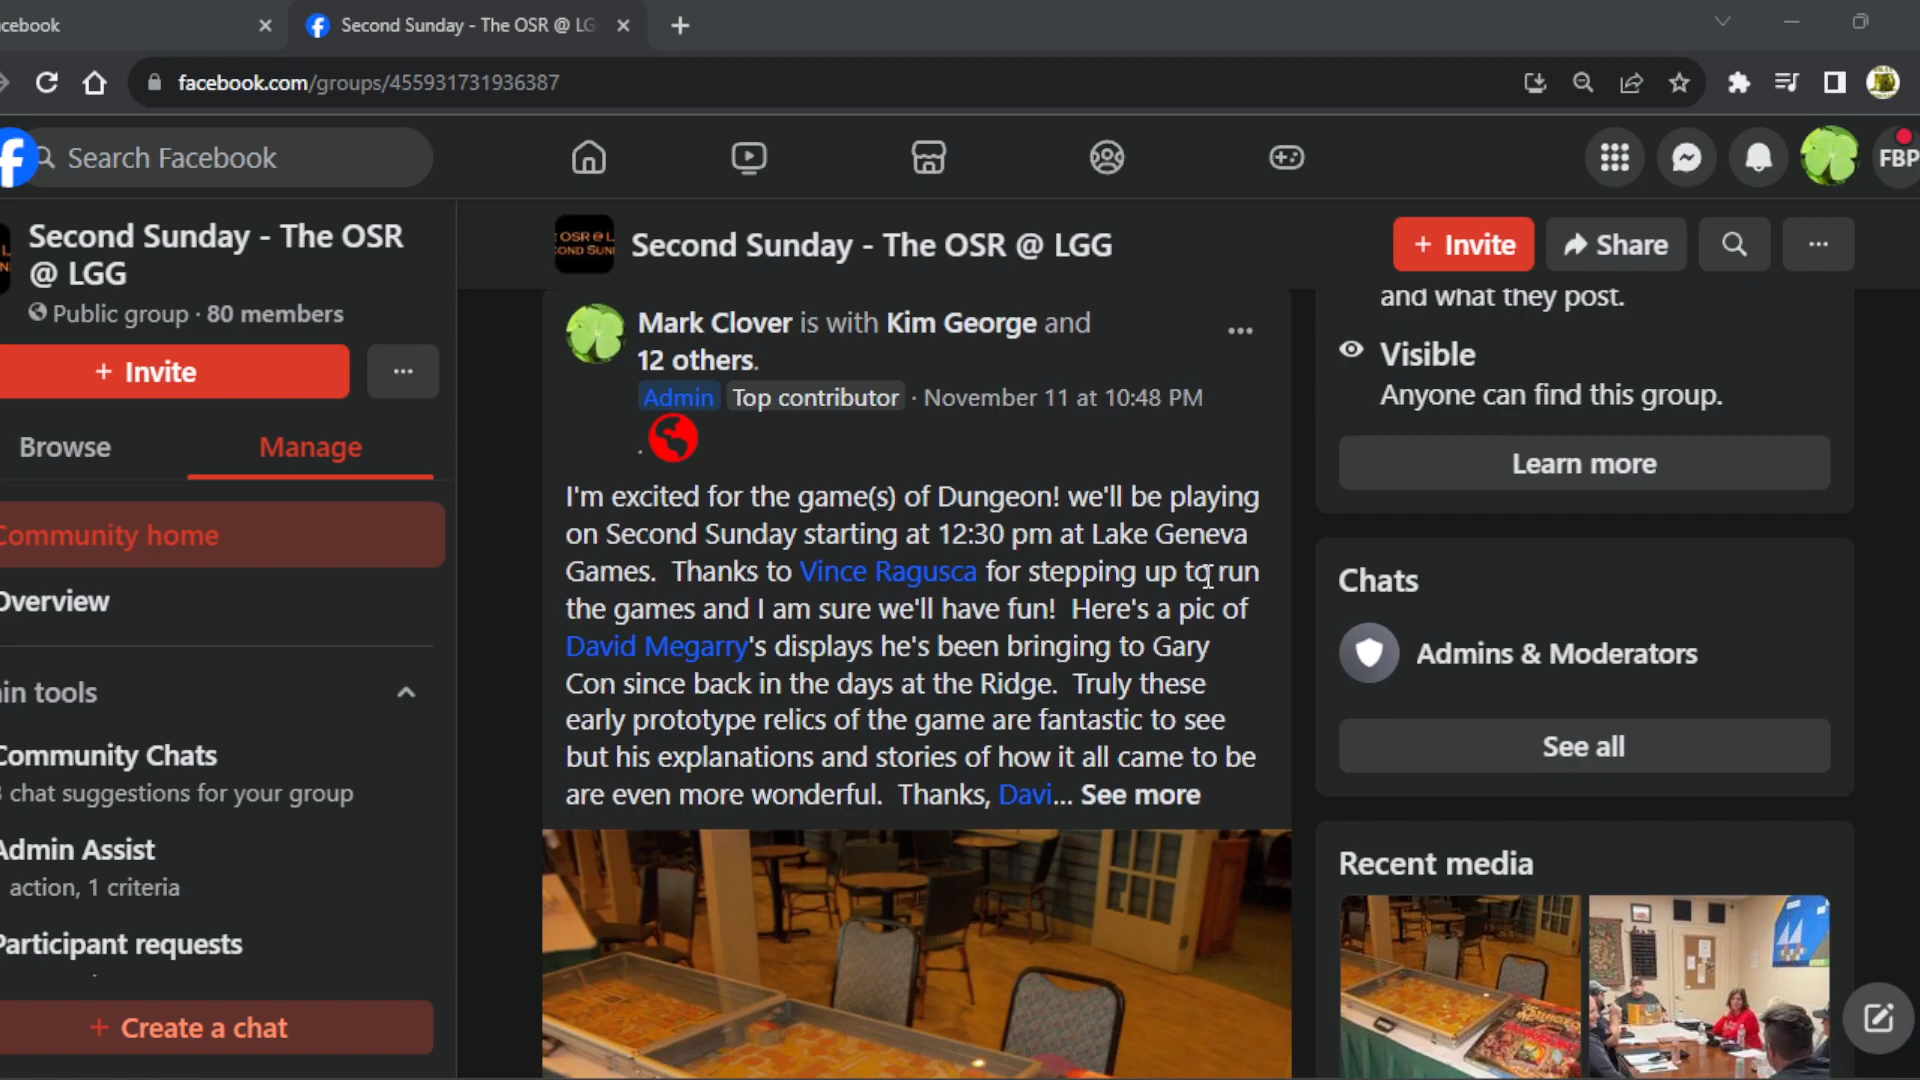 cebook
Second Sunday - The OSR @ LG
facebook.com/groups/455931731936387
Search Facebook
FBP
Second Sunday - The OSR
@ LGG
Public group · 80 members
+ Invite
...
Browse
Manage
Community home
Overview
in tools
Community Chats
chat suggestions for your group
Admin Assist
action, 1 criteria
Participant requests
+ Create a chat
OSR @ L
OND SUN
Second Sunday - The OSR @ LGG
+ Invite
Share
...
Mark Clover is with Kim George and
12 others.
...
Admin Top contributor · November 11 at 10:48 PM
·
I'm excited for the game(s) of Dungeon! we'll be playing
on Second Sunday starting at 12:30 pm at Lake Geneva
Games. Thanks to Vince Ragusca for stepping up to run
the games and I am sure we'll have fun! Here's a pic of
David Megarry's displays he's been bringing to Gary
Con since back in the days at the Ridge. Truly these
early prototype relics of the game are fantastic to see
but his explanations and stories of how it all came to be
are even more wonderful. Thanks, Davi... See more
and what they post.
Visible
Anyone can find this group.
Learn more
Chats
Admins & Moderators
See all
Recent media